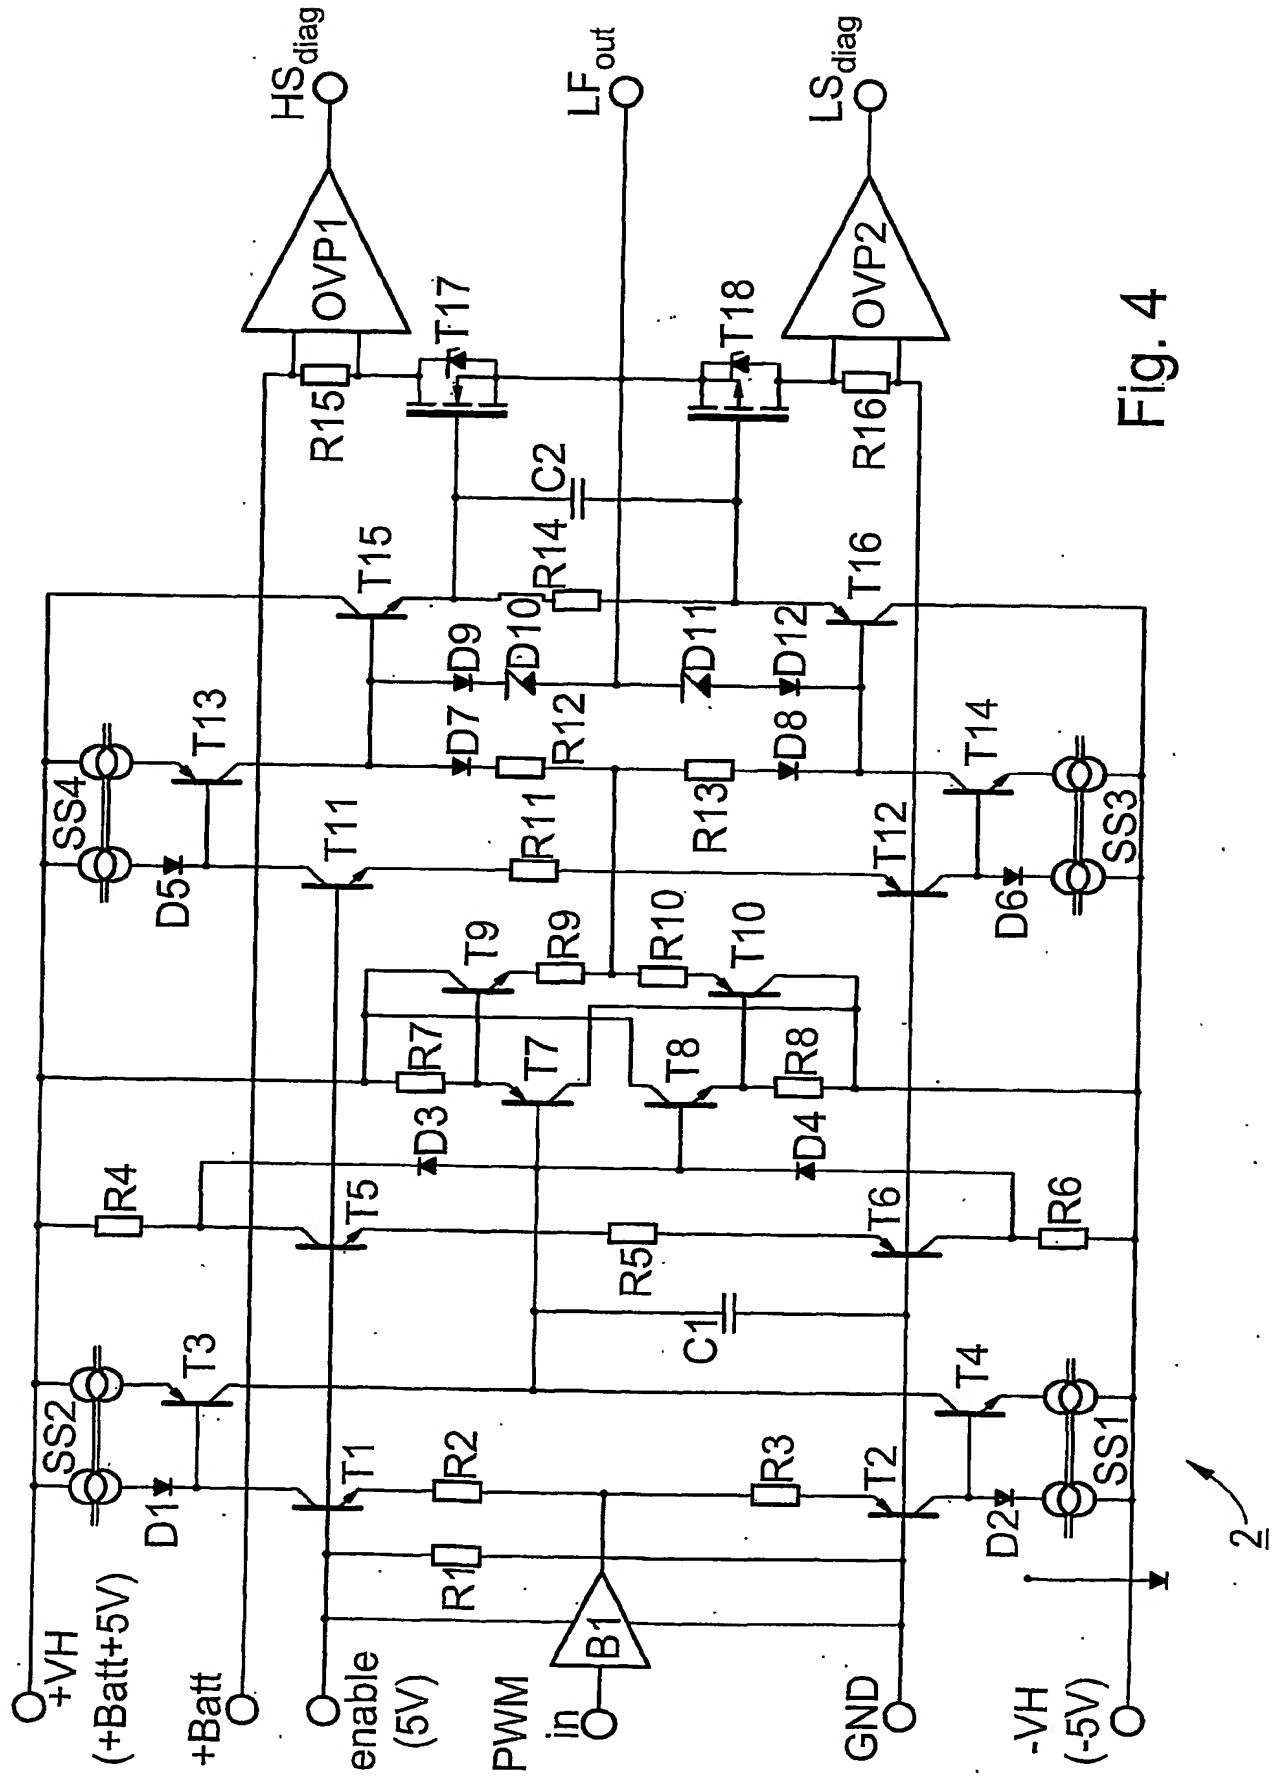 +VH
(+Batt+5V)
+Batt
enable
(5V)
PWM
in
GND
-VH
(-5V)
B1
R1
SS2
D1
T1
R2
R3
T2
D2
SS1
T3
T4
C1
R4
T5
R5
T6
R6
D3
D4
R7
T7
T8
R8
T9
R9
R10
T10
SS4
D5
T11
R11
T12
D6
SS3
T13
D7
R12
R13
D8
T14
D9
D10
D11
D12
T15
R14
T16
C2
R15
R16
T17
T18
OVP1
OVP2
HSdiag
LFout
LSdiag
2
Fig. 4